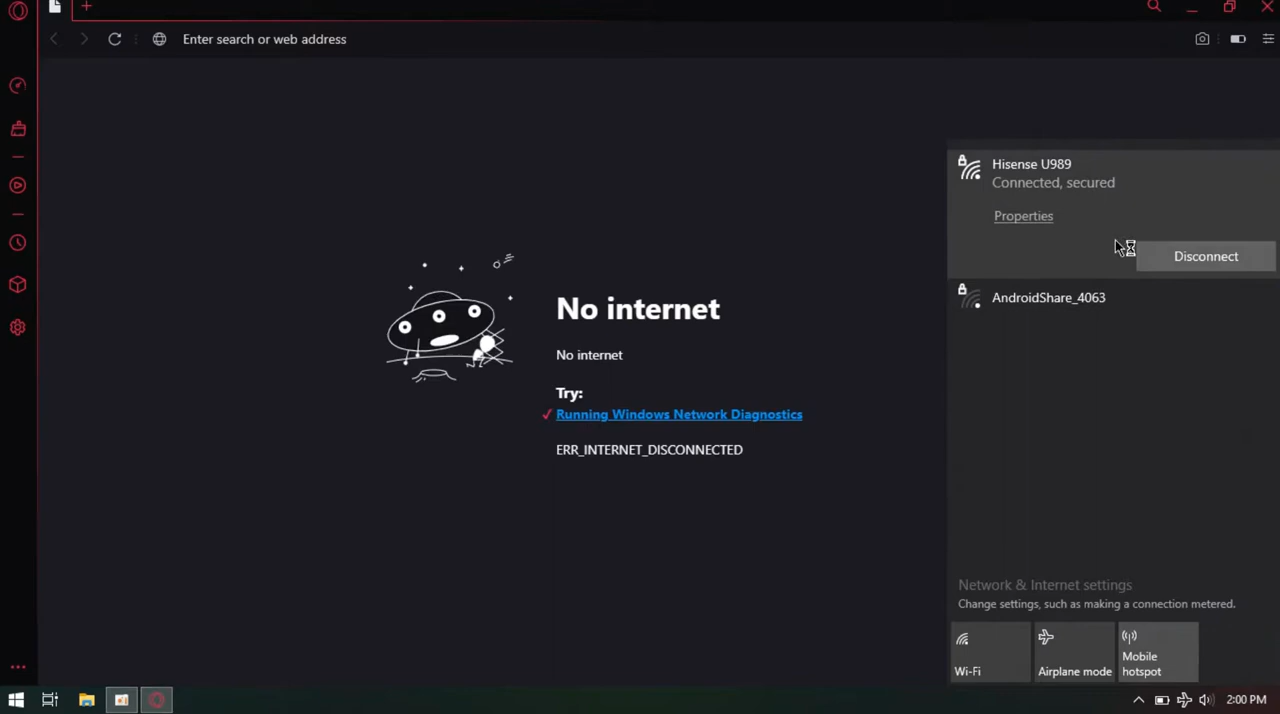 Enter search or web address
Hisense U989
Connected, secured
Properties
Disconnect
AndroidShare_4063
No internet
No internet
Try:
Running Windows Network Diagnostics
ERR_INTERNET_DISCONNECTED
Network & Internet settings
Change settings, such as making a connection metered.
Wi-Fi
Airplane mode
Mobile
hotspot
2:00 PM